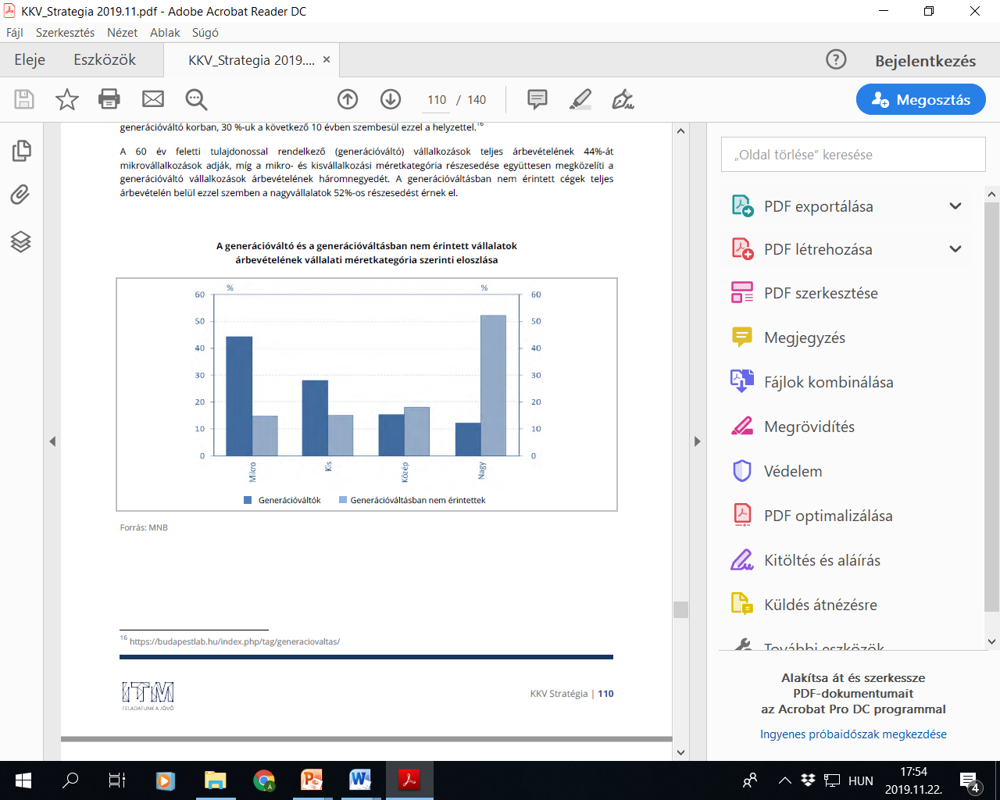 KKV_Strategia 2019.11.pdf - Adobe Acrobat Reader DC
Fájl Szerkesztés Nézet Ablak Súgó
Eleje Eszközök KKV_Strategia 2019.... × ? Bejelentkezés
110 / 140 Megosztás
generációváltó korban, 30 %-uk a következő 10 évben szembesül ezzel a helyzettel.16
A 60 év feletti tulajdonossal rendelkező (generációváltó) vállalkozások teljes árbevételének 44%-át
mikrovállalkozások adják, míg a mikro- és kisvállalkozási méretkategória részesedése együttesen megközelíti a
generációváltó vállalkozások árbevételének háromnegyedét. A generációváltásban nem érintett cégek teljes
árbevételén belül ezzel szemben a nagyvállalatok 52%-os részesedést érnek el.
A generációváltó és a generációváltásban nem érintett vállalatok
árbevételének vállalati méretkategória szerinti eloszlása
% %
60 60
50 50
40 40
30 30
20 20
10 10
0 0
Mikro Kis Közép Nagy
Generációváltók Generációváltásban nem érintettek
Forrás: MNB
16 https://budapestlab.hu/index.php/tag/generaciovaltas/
ITM
FELADATUNK A JÖVŐ
KKV Stratégia | 110
„Oldal törlése” keresése
PDF exportálása
PDF létrehozása
PDF szerkesztése
Megjegyzés
Fájlok kombinálása
Megrövidítés
Védelem
PDF optimalizálása
Kitöltés és aláírás
Küldés átnézésre
További eszközök
Alakítsa át és szerkessze
PDF-dokumentumait
az Acrobat Pro DC programmal
Ingyenes próbaidőszak megkezdése
HUN
17:54
2019.11.22.
4